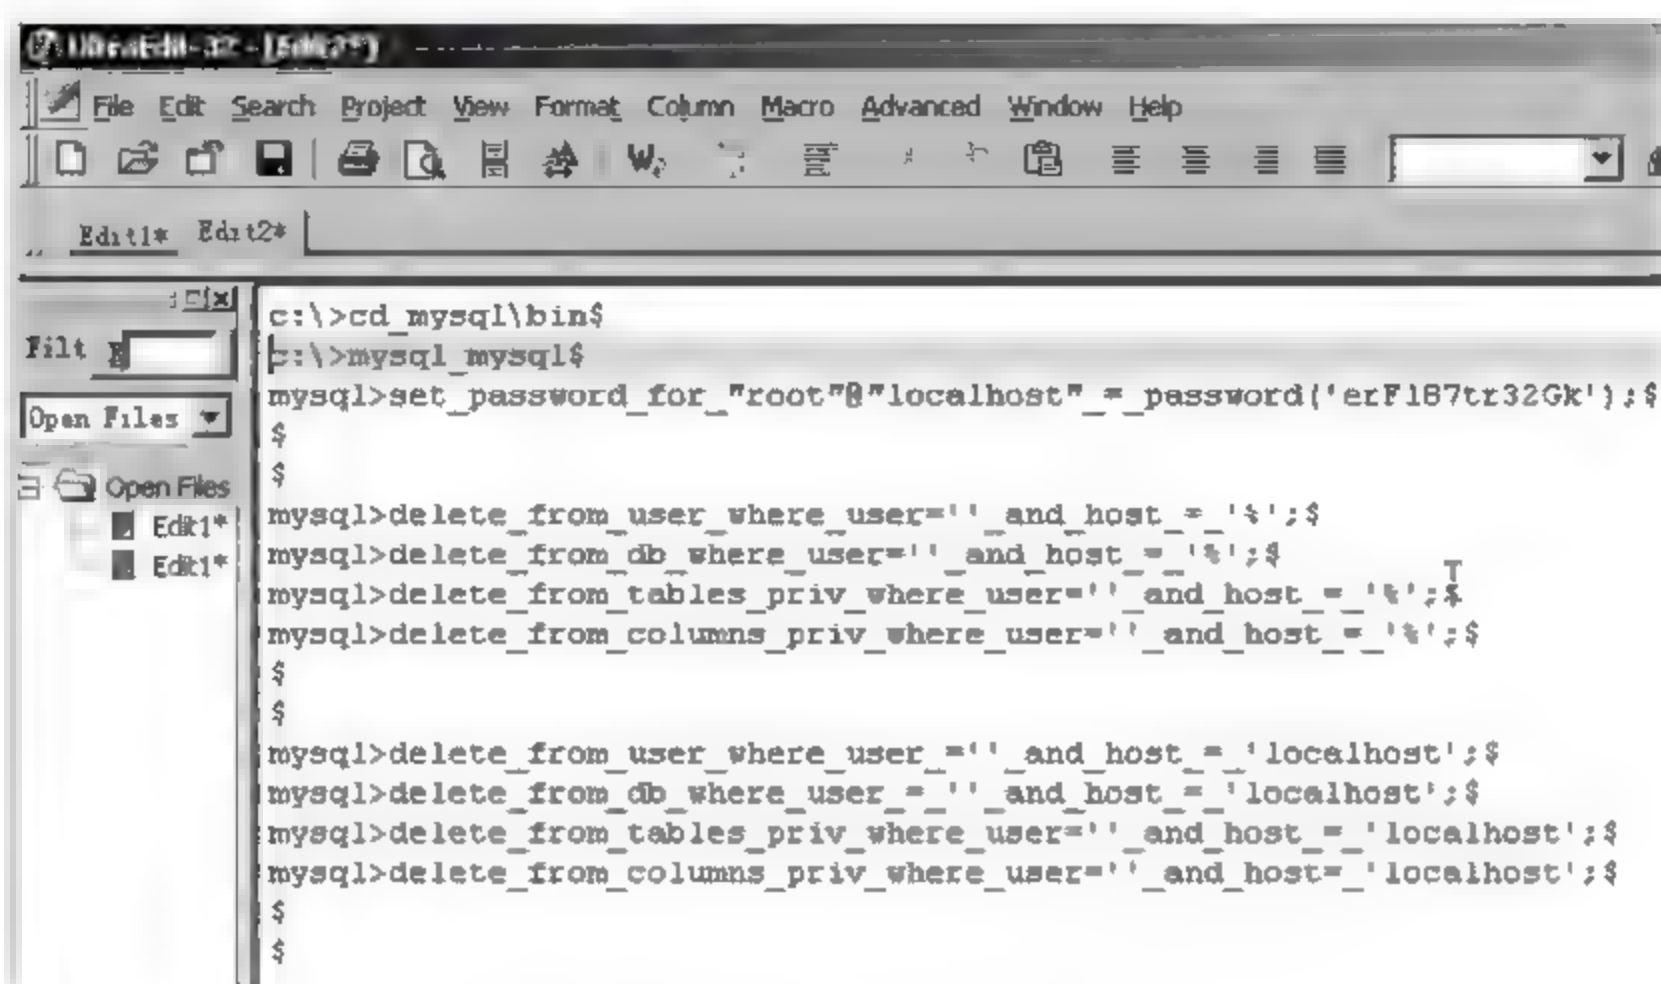 UltraEdit-32 - [Edit2*]
File Edit Search Project View Format Column Macro Advanced Window Help
Edit1* Edit2*
Filt
Open Files
Open Files
Edit1*
Edit1*
c:\>cd_mysql\bin$
c:\>mysql_mysql$
mysql>set_password_for_"root"@"localhost"_=_password('erFl87tr32Gk');$
$
$
mysql>delete_from_user_where_user=''_and_host_=_'%';$
mysql>delete_from_db_where_user=''_and_host_=_'%';$
mysql>delete_from_tables_priv_where_user=''_and_host_=_'%';$
mysql>delete_from_columns_priv_where_user=''_and_host_=_'%';$
$
$
mysql>delete_from_user_where_user_=''_and_host_=_'localhost';$
mysql>delete_from_db_where_user_=_''_and_host_=_'localhost';$
mysql>delete_from_tables_priv_where_user=''_and_host_=_'localhost';$
mysql>delete_from_columns_priv_where_user=''_and_host=_'localhost';$
$
$